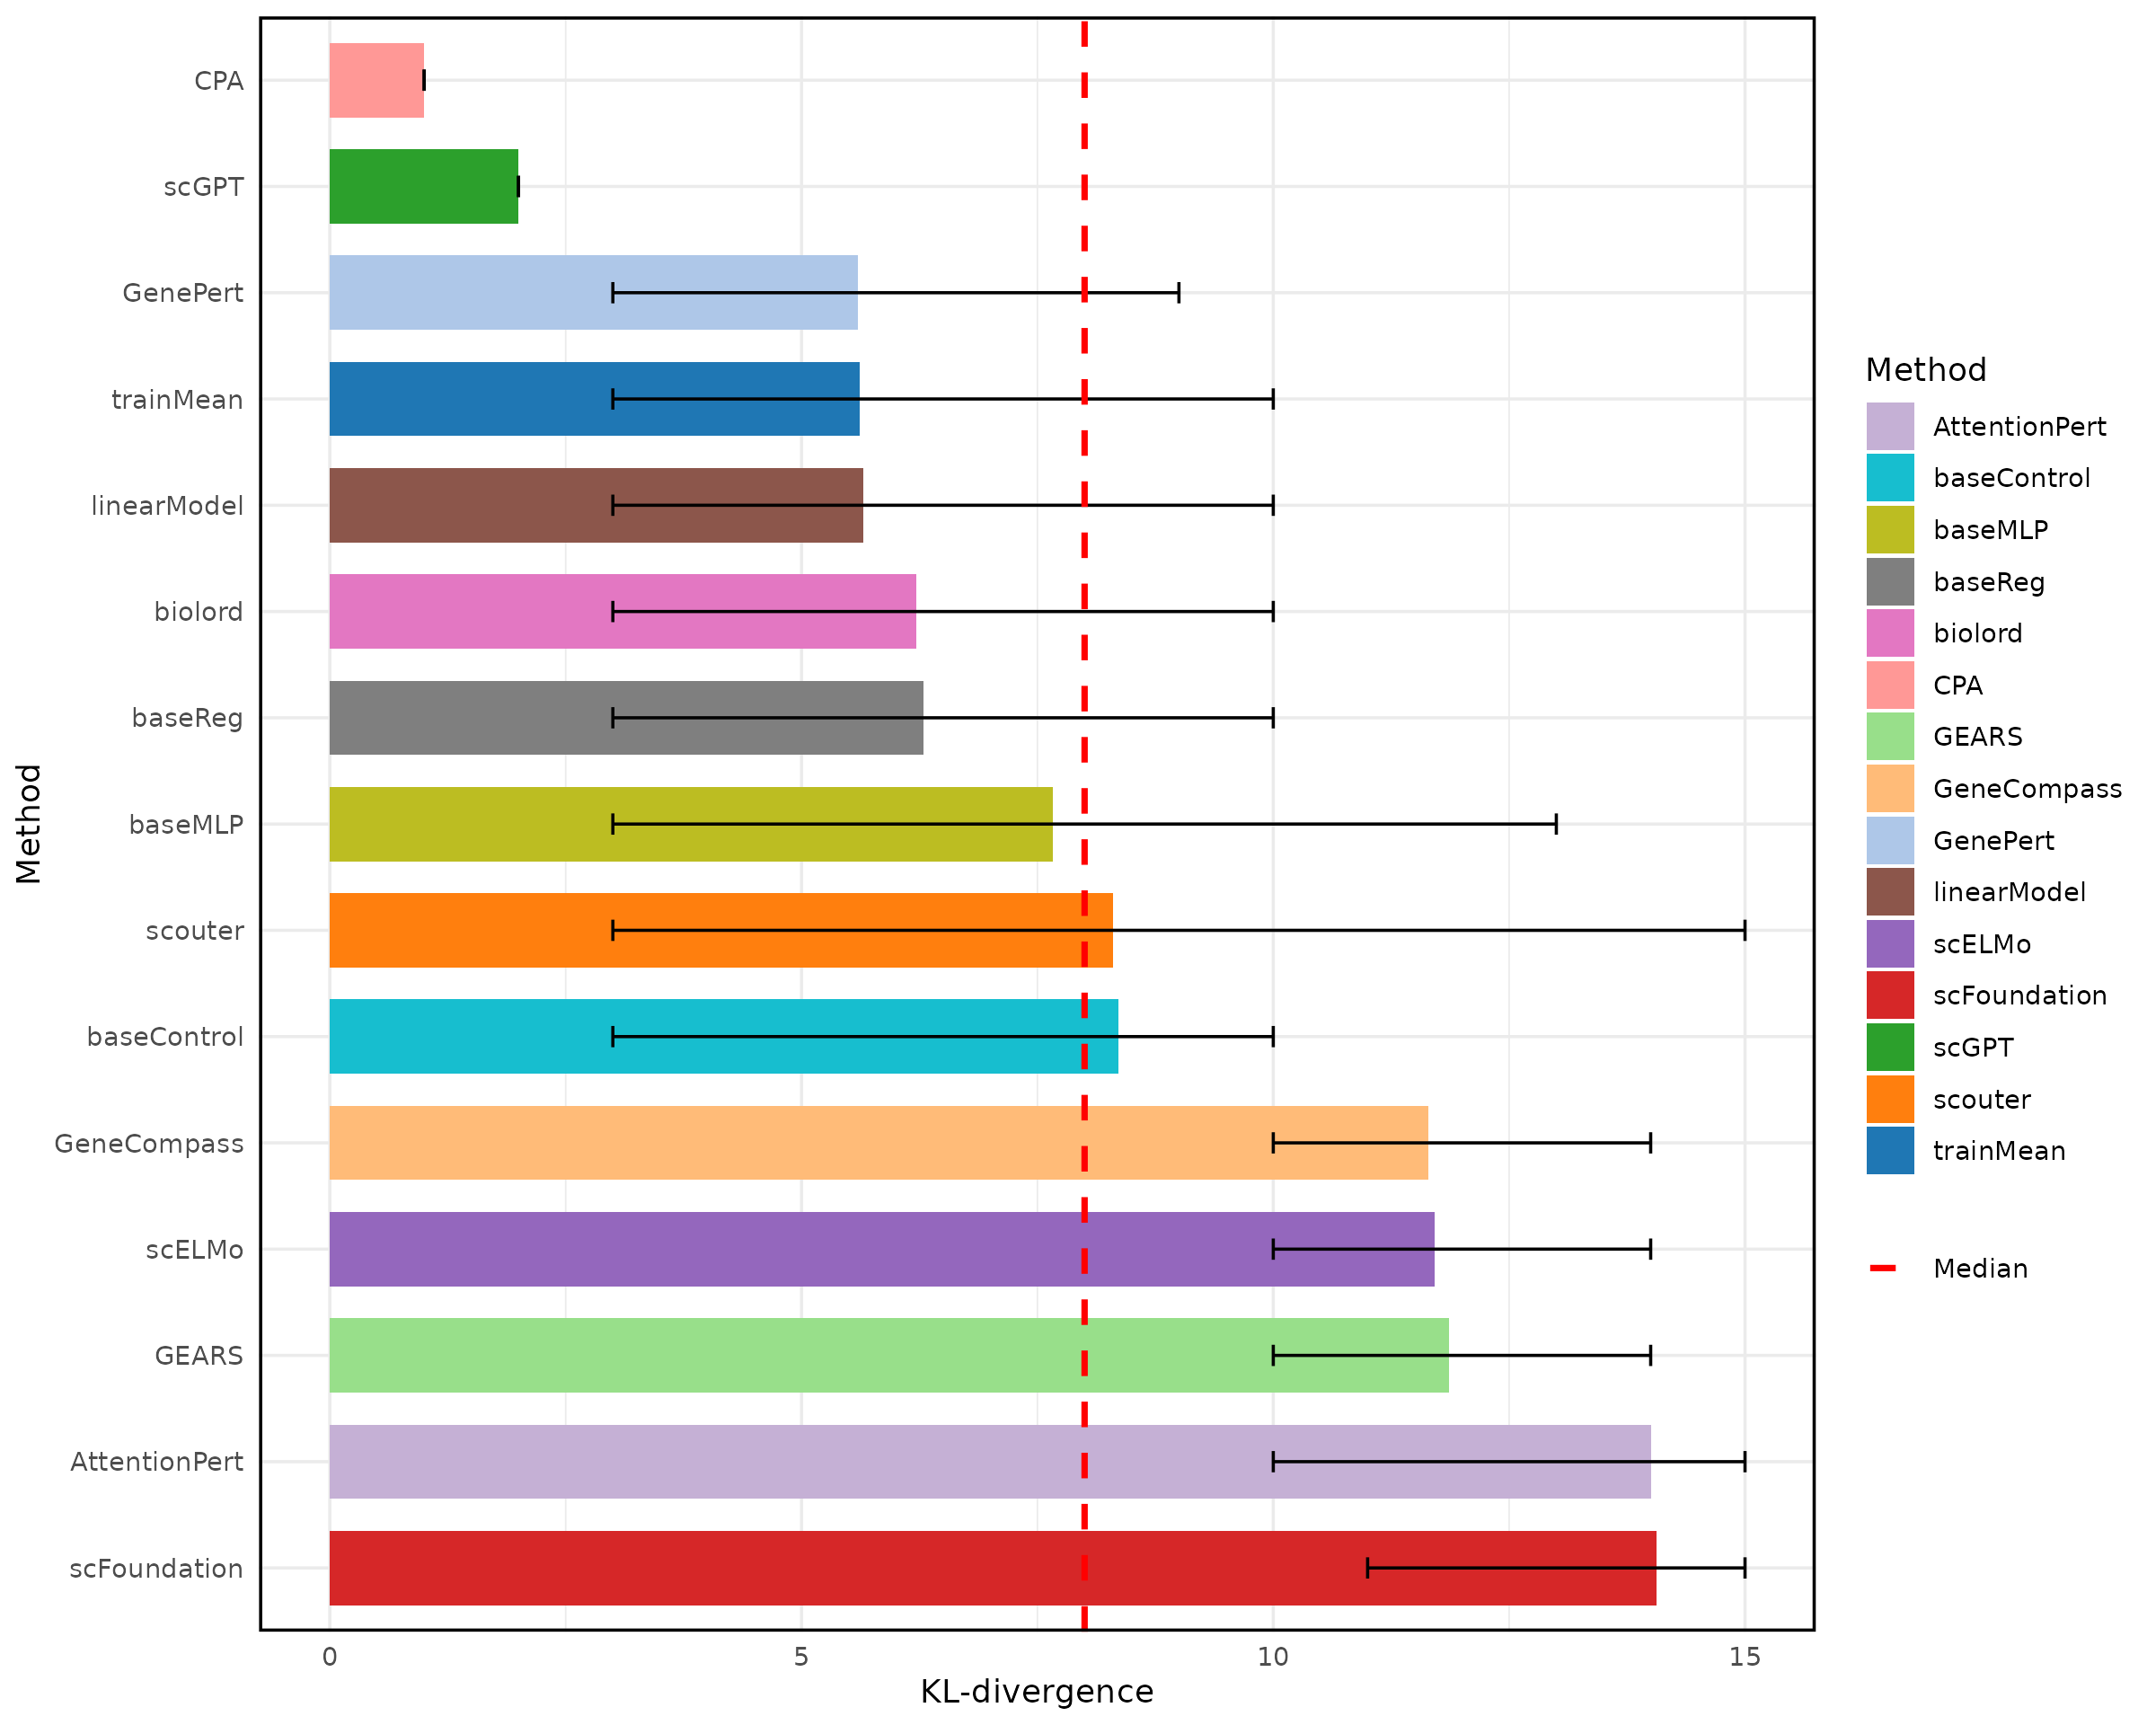 Method
CPA
scGPT
GenePert
trainMean
linearModel
biolord
baseReg
baseMLP
scouter
baseControl
GeneCompass
scELMo
GEARS
AttentionPert
scFoundation
0 5 10 15
KL-divergence
Method
AttentionPert
baseControl
baseMLP
baseReg
biolord
CPA
GEARS
GeneCompass
GenePert
linearModel
scELMo
scFoundation
scGPT
scouter
trainMean
Median